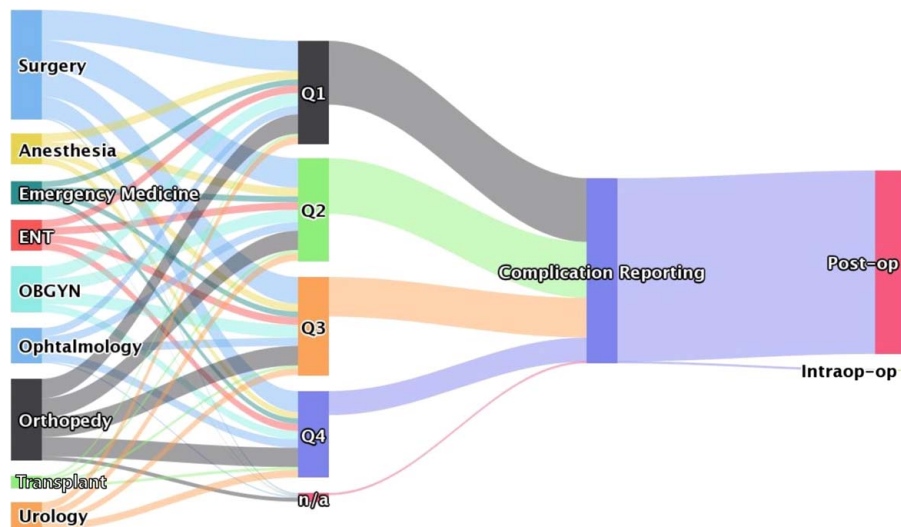 Surgery
Anesthesia
Emergency Medicine
ENT
OBGYN
Ophtalmology
Orthopedy
Transplant
Urology
Q1
Q2
Q3
Q4
n/a
Complication Reporting
Post-op
Intraop-op